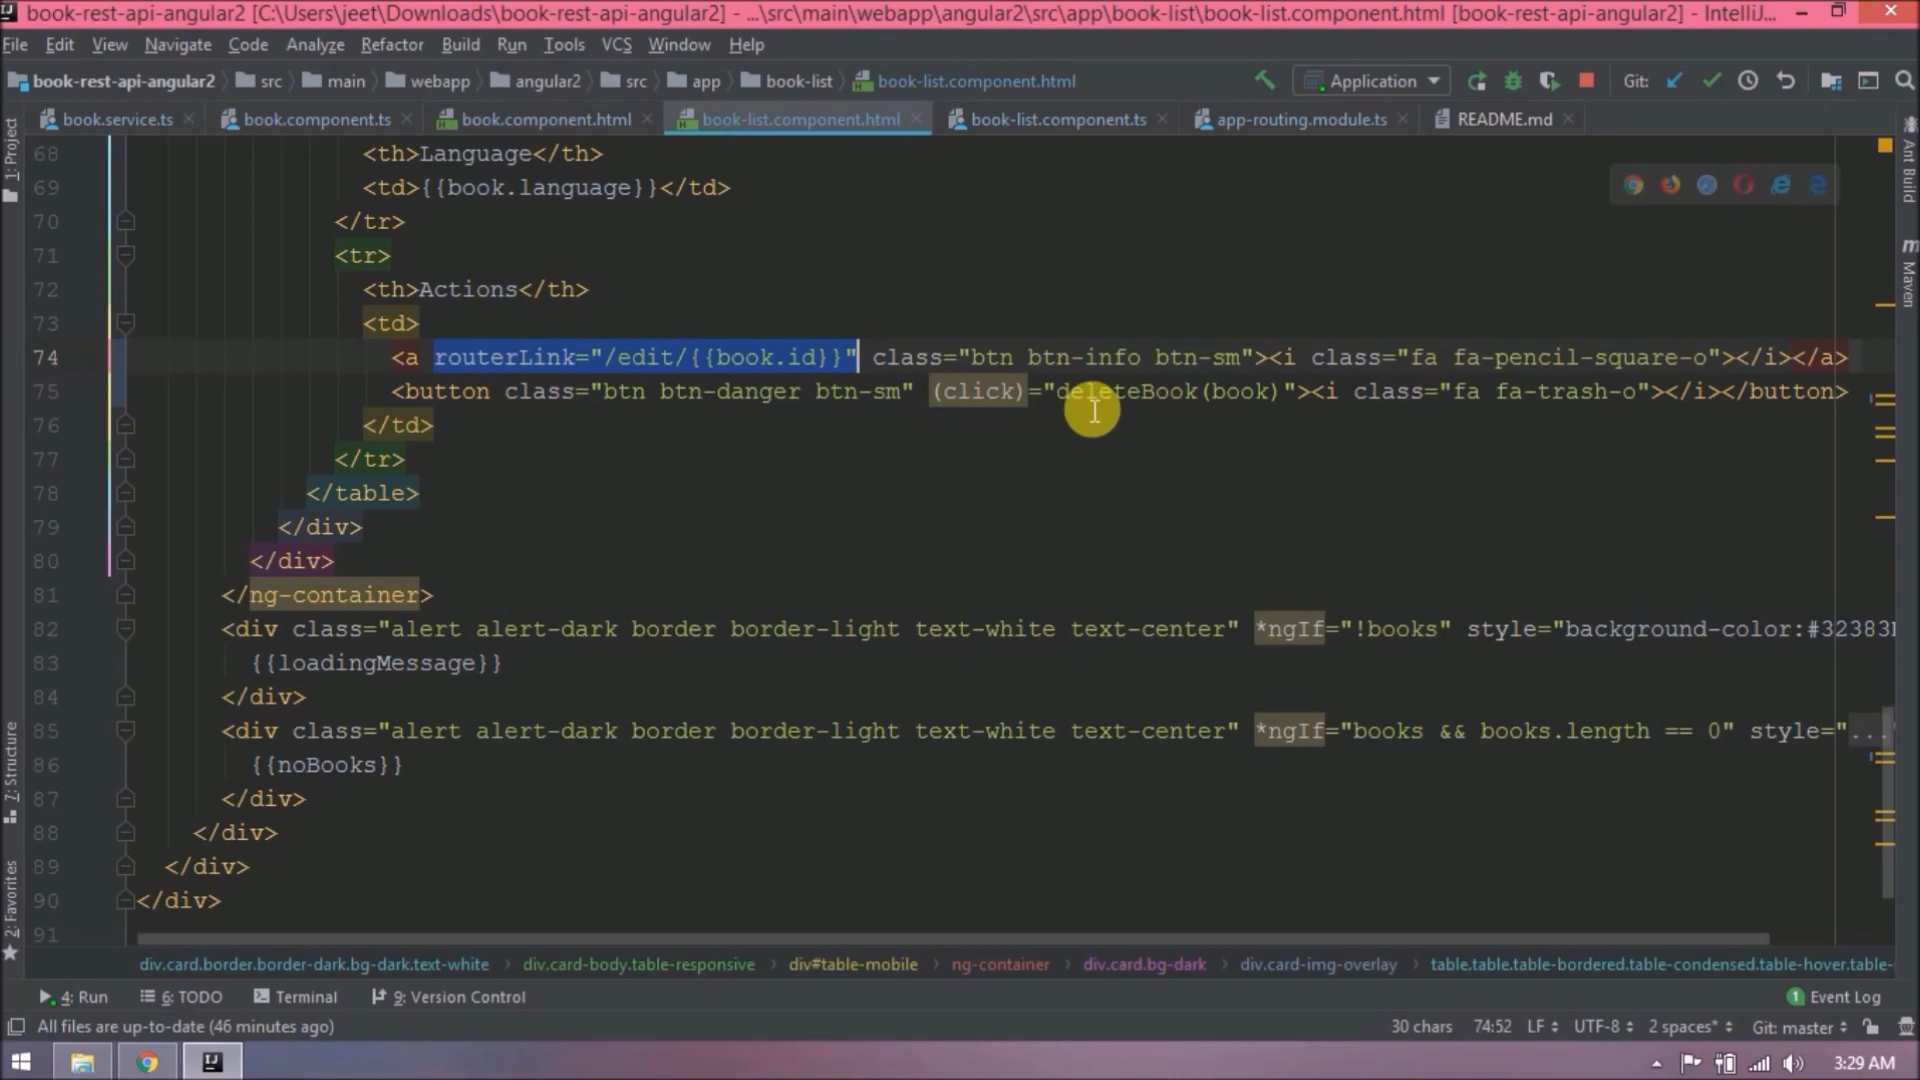 book-rest-api-angular2 [C:\Users\jeet\Downloads\book-rest-api-angular2] - ...\src\main\webapp\angular2\src\app\book-list\book-list.component.html [book-rest-api-angular2] - IntelliJ...
File Edit View Navigate Code Analyze Refactor Build Run Tools VCS Window Help
book-rest-api-angular2 src main webapp angular2 src app book-list book-list.component.html Application Git:
book.service.ts book.component.ts book.component.html book-list.component.html book-list.component.ts app-routing.module.ts README.md
1: Project
7: Structure
2: Favorites
Ant Build
Maven
68 <th>Language</th>
69 <td>{{book.language}}</td>
70 </tr>
71 <tr>
72 <th>Actions</th>
73 <td>
74 <a routerLink="/edit/{{book.id}}" class="btn btn-info btn-sm"><i class="fa fa-pencil-square-o"></i></a>
75 <button class="btn btn-danger btn-sm" (click)="deleteBook(book)"><i class="fa fa-trash-o"></i></button>
76 </td>
77 </tr>
78 </table>
79 </div>
80 </div>
81 </ng-container>
82 <div class="alert alert-dark border border-light text-white text-center" *ngIf="!books" style="background-color:#32383
83 {{loadingMessage}}
84 </div>
85 <div class="alert alert-dark border border-light text-white text-center" *ngIf="books && books.length == 0" style="...
86 {{noBooks}}
87 </div>
88 </div>
89 </div>
90 </div>
91
div.card.border.border-dark.bg-dark.text-white div.card-body.table-responsive div#table-mobile ng-container div.card.bg-dark div.card-img-overlay table.table.table-bordered.table-condensed.table-hover.table-
4: Run 6: TODO Terminal 9: Version Control 1 Event Log
All files are up-to-date (46 minutes ago) 30 chars 74:52 LF UTF-8 2 spaces* Git: master
3:29 AM